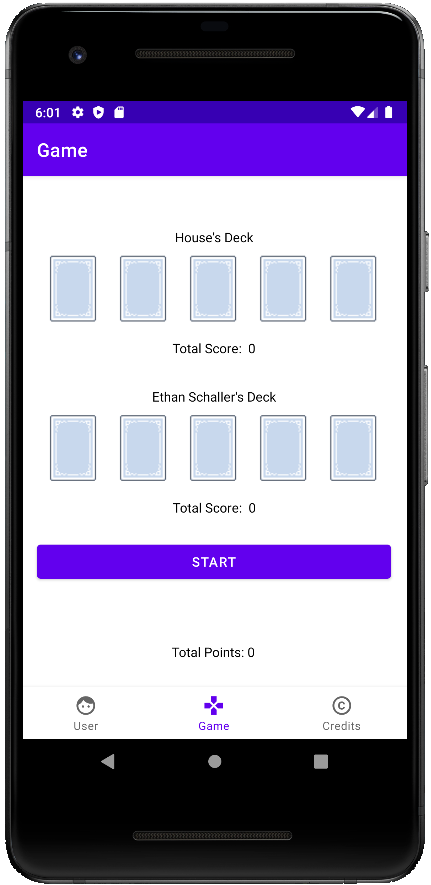 6:01
Game
House's Deck
Total Score: 0
Ethan Schaller's Deck
Total Score: 0
START
Total Points: 0
User Game Credits